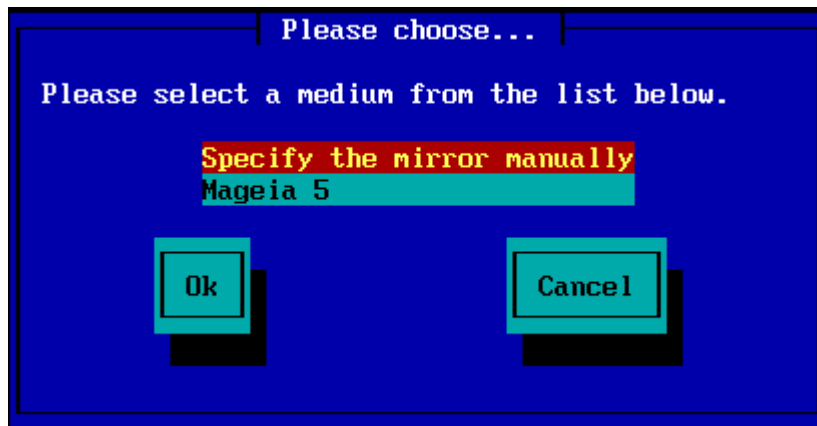 Please choose...
Please select a medium from the list below.
Specify the mirror manually
Mageia 5
Ok Cancel